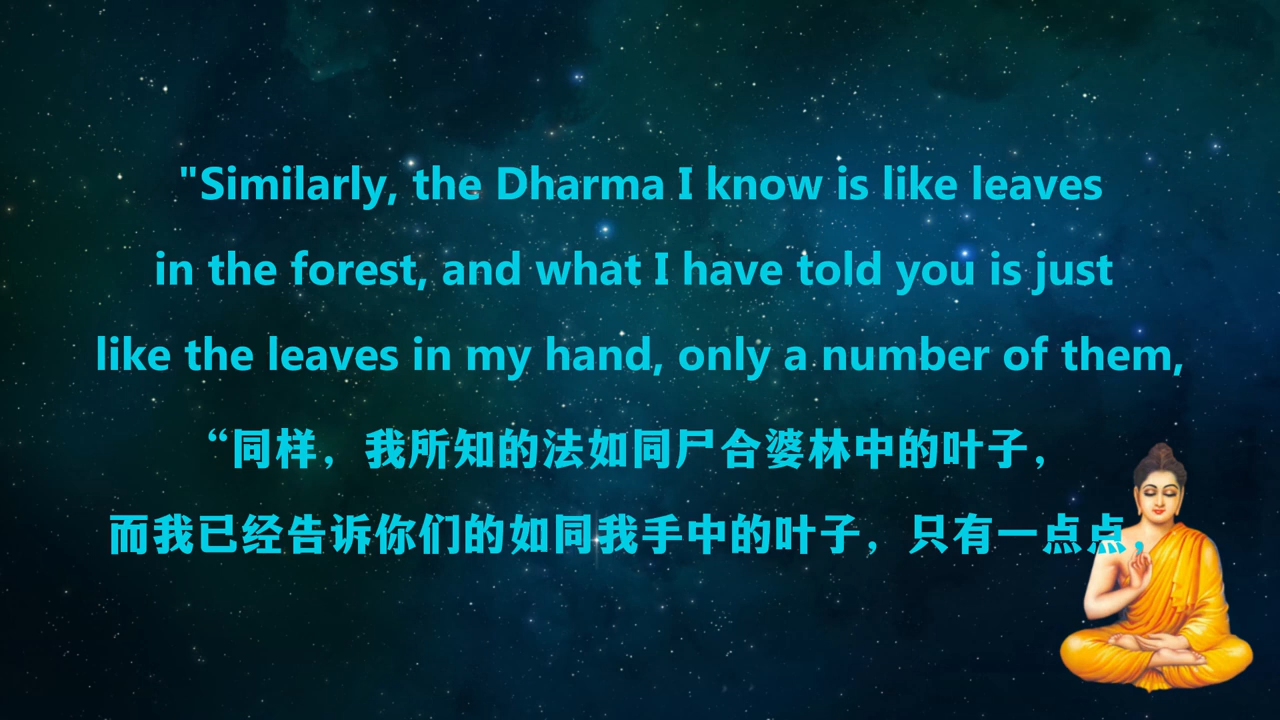 "Similarly, the Dharma I know is like leaves
in the forest, and what I have told you is just
like the leaves in my hand, only a number of them,
“同样，我所知的法如同尸合婆林中的叶子，
而我已经告诉你们的如同我手中的叶子，只有一点点，